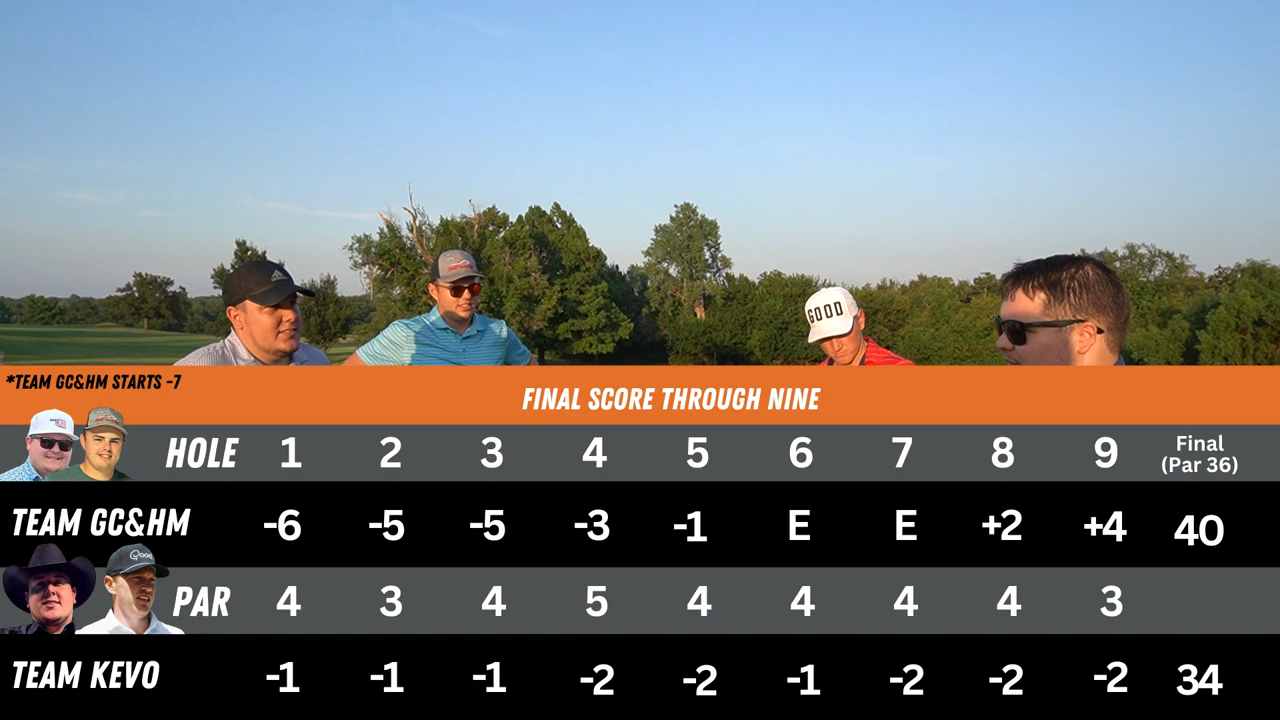 GOOD
*TEAM GC&HM STARTS -7
FINAL SCORE THROUGH NINE
HOLE 1 2 3 4 5 6 7 8 9 Final (Par 36)
TEAM GC&HM -6 -5 -5 -3 -1 E E +2 +4 40
Good
PAR 4 3 4 5 4 4 4 4 3
TEAM KEVO -1 -1 -1 -2 -2 -1 -2 -2 -2 34